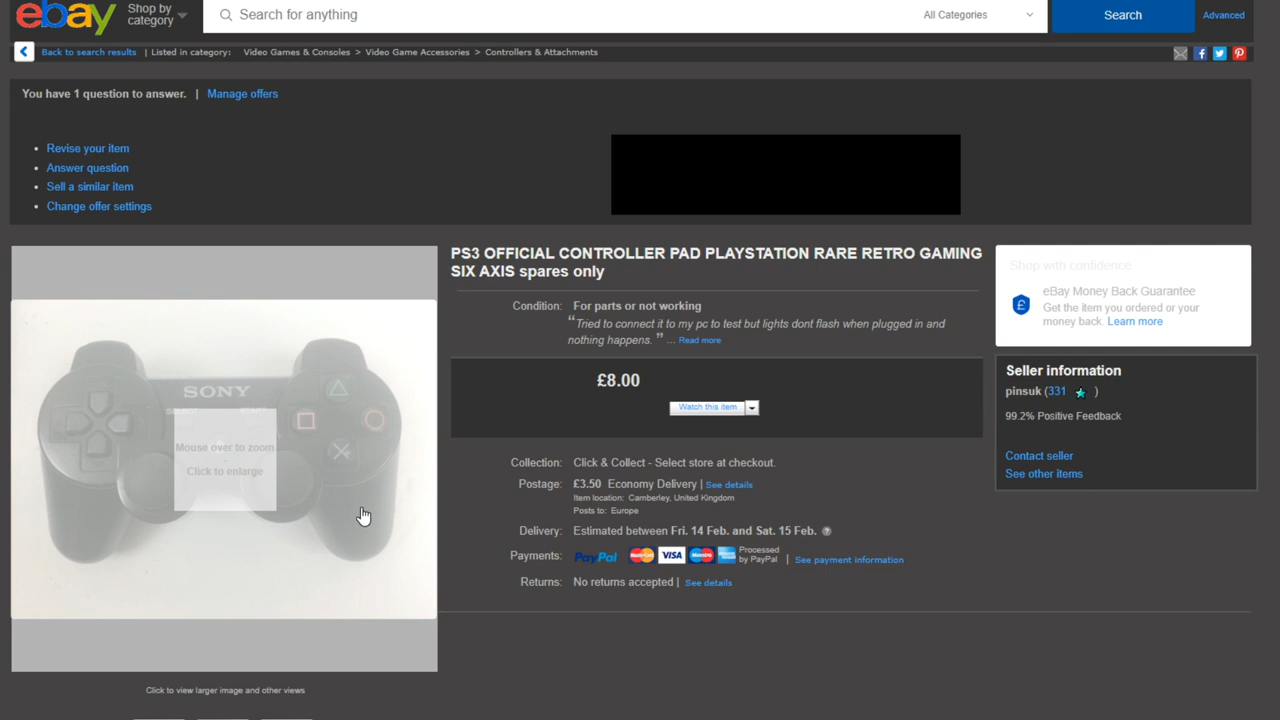 ebay
Shop by
category
Search for anything
All Categories
Search
Advanced
Back to search results | Listed in category: Video Games & Consoles > Video Game Accessories > Controllers & Attachments
You have 1 question to answer. | Manage offers
• Revise your item
• Answer question
• Sell a similar item
• Change offer settings
PS3 OFFICIAL CONTROLLER PAD PLAYSTATION RARE RETRO GAMING
SIX AXIS spares only
Condition: For parts or not working
“Tried to connect it to my pc to test but lights dont flash when plugged in and
nothing happens. ” ... Read more
£8.00
Watch this item
Collection: Click & Collect - Select store at checkout.
Postage: £3.50 Economy Delivery | See details
Item location: Camberley, United Kingdom
Posts to: Europe
Delivery: Estimated between Fri. 14 Feb. and Sat. 15 Feb.
Payments: PayPal MasterCard VISA Maestro Processed
by PayPal | See payment information
Returns: No returns accepted | See details
Shop with confidence
eBay Money Back Guarantee
Get the item you ordered or your
money back. Learn more
Seller information
pinsuk (331 )
99.2% Positive Feedback
Contact seller
See other items
SONY
SELECT START
Mouse over to zoom
-
Click to enlarge
Click to view larger image and other views